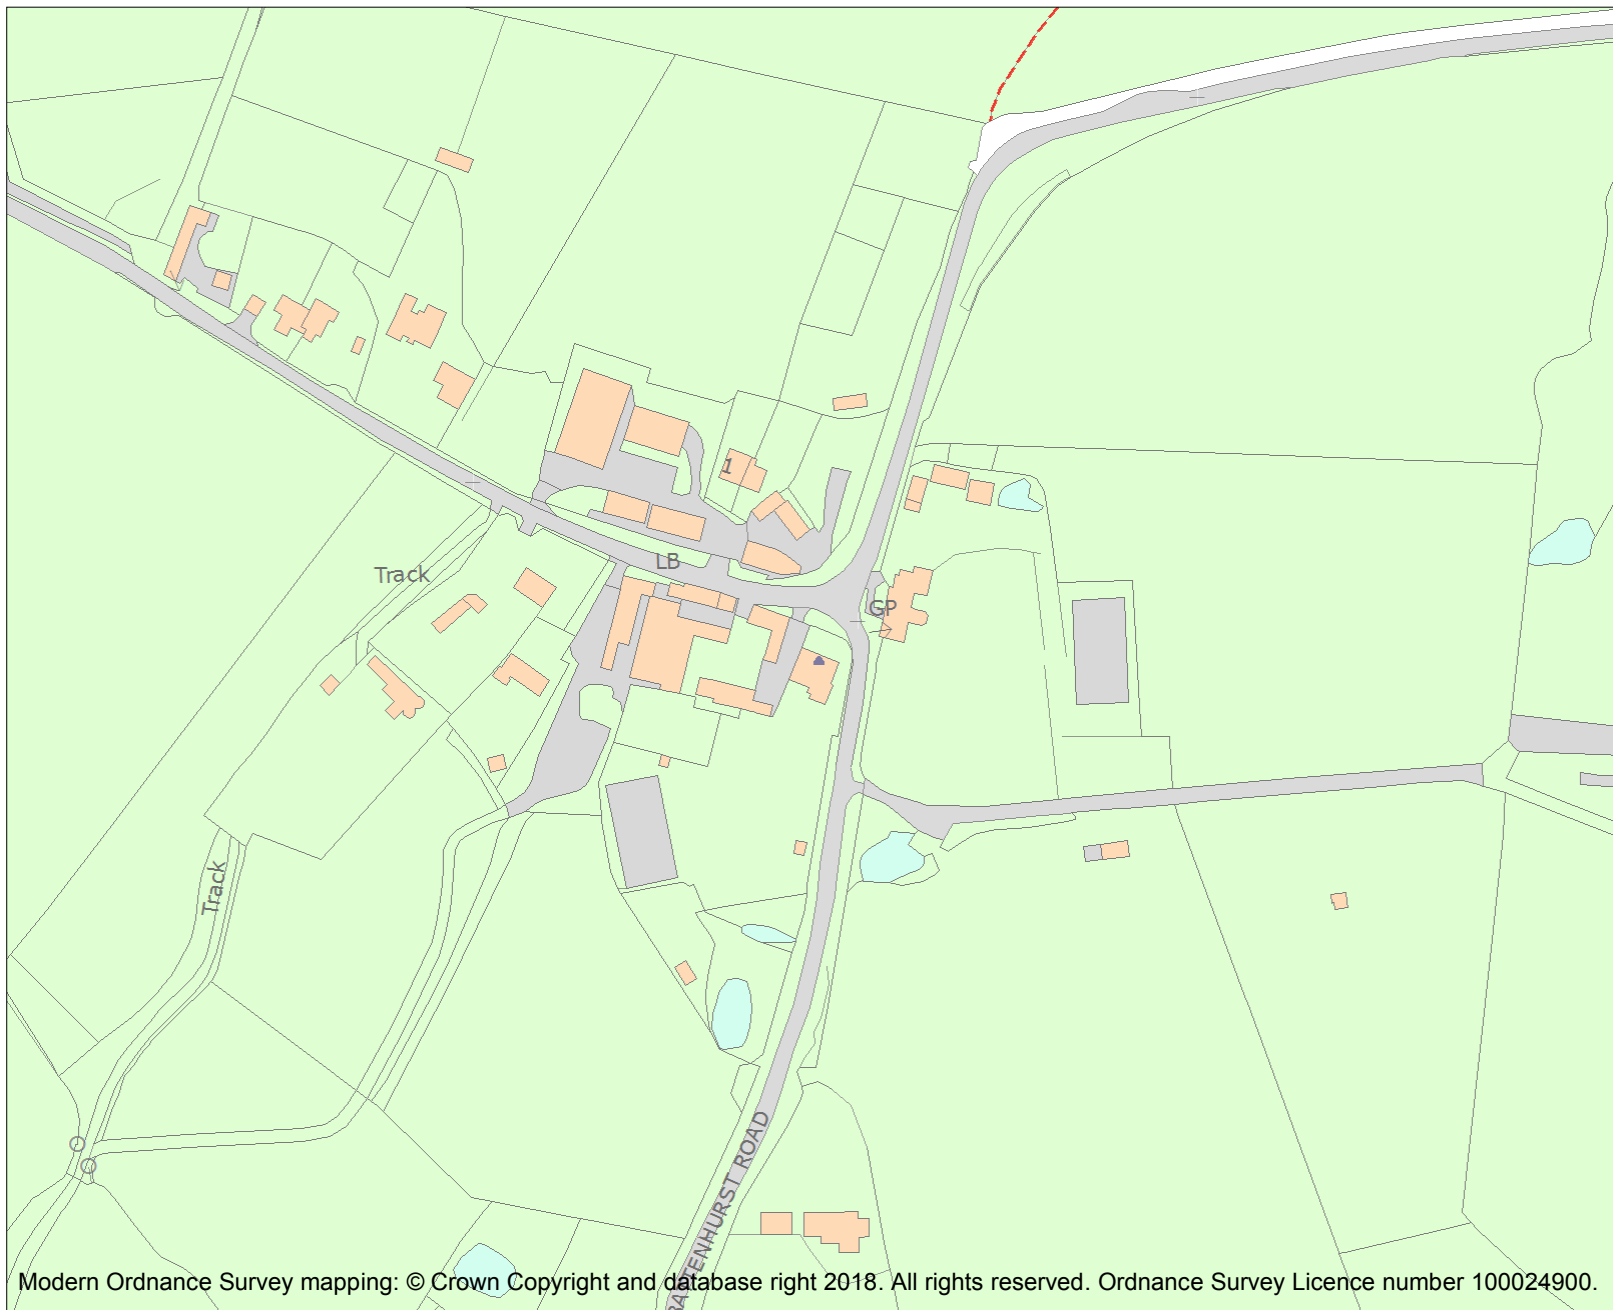 1
LB
Track
GP
Track
BATTENHURST ROAD
Modern Ordnance Survey mapping: © Crown Copyright and database right 2018. All rights reserved. Ordnance Survey Licence number 100024900.